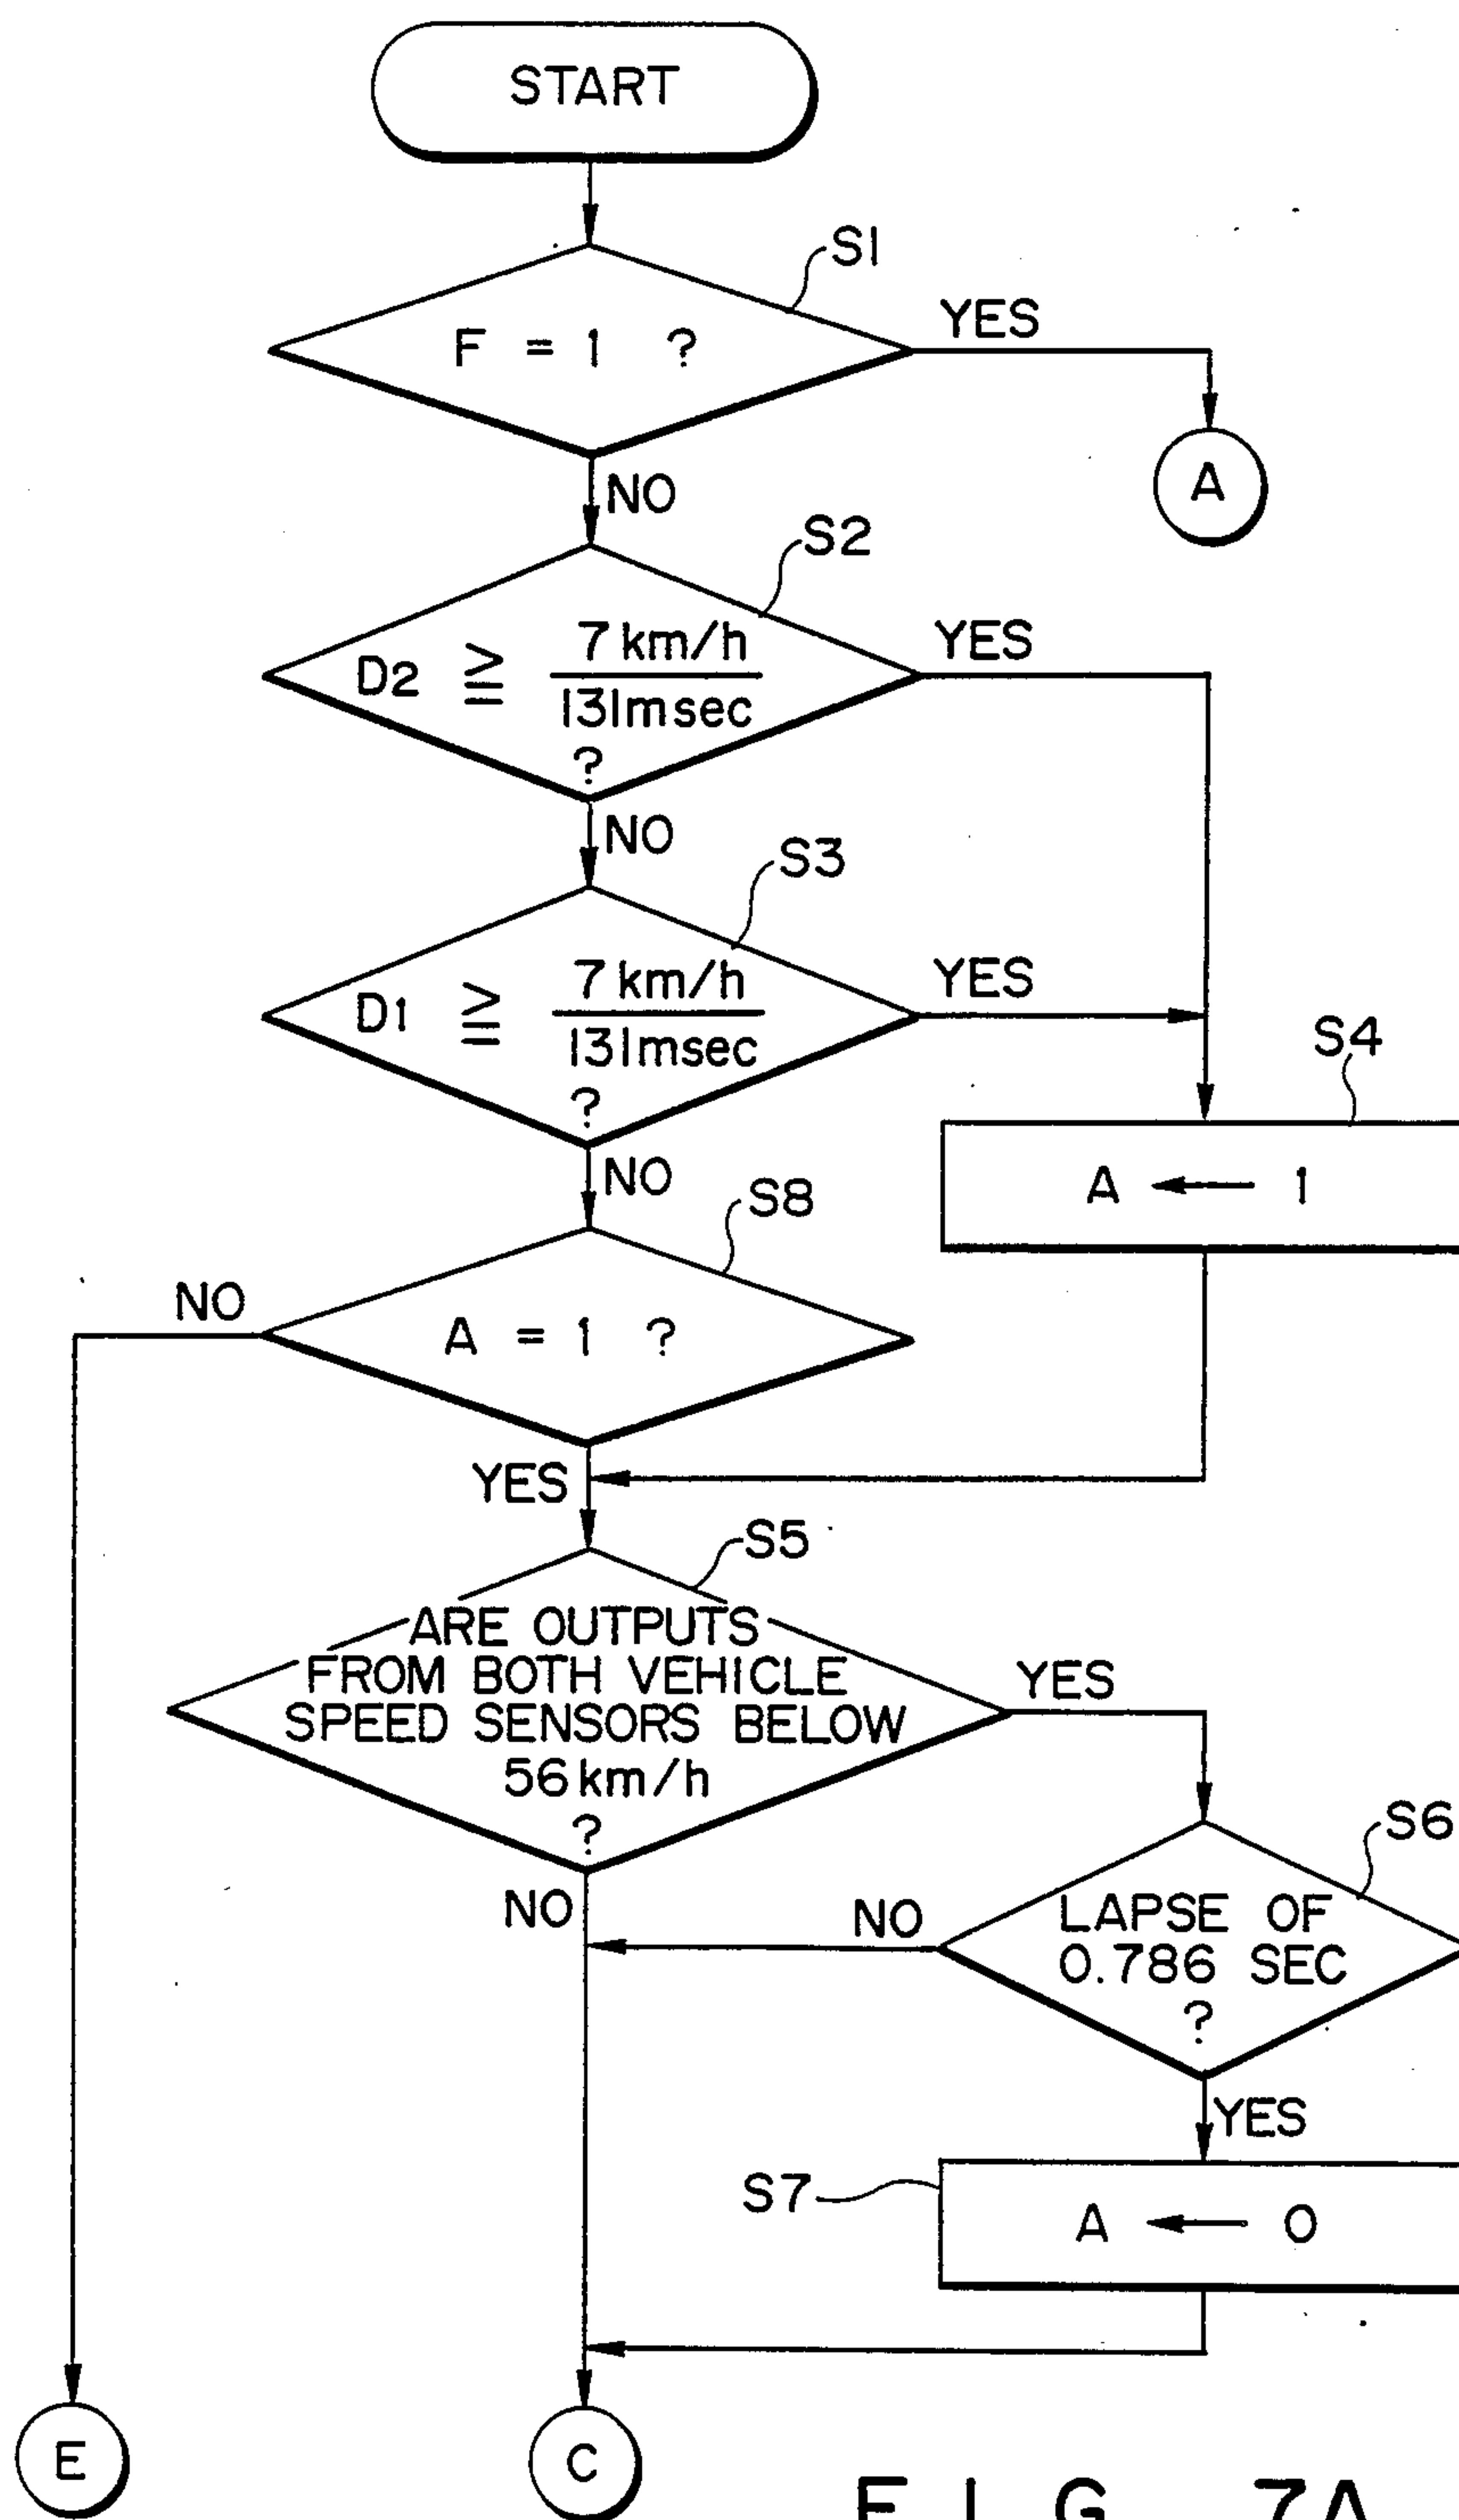 START
S1
F = 1 ?
YES
A
NO
S2
D2 ≧ 7 km/h
131 msec
?
YES
NO
S3
D1 ≧ 7 km/h
131 msec
?
YES
S4
A ← 1
NO
S8
NO
A = 1 ?
YES
S5
ARE OUTPUTS
FROM BOTH VEHICLE
SPEED SENSORS BELOW
56 km/h
?
YES
S6
NO
NO
LAPSE OF
0.786 SEC
?
YES
S7
A ← 0
E
C
FIG. 7A